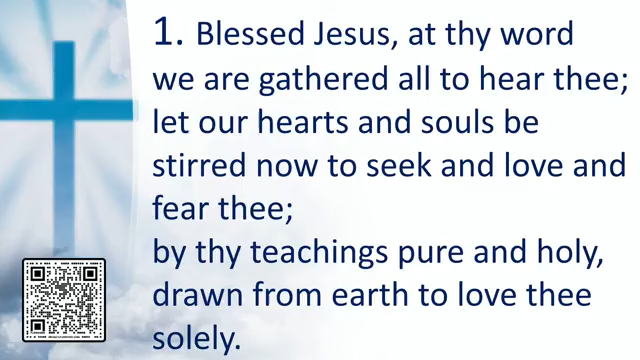 1. Blessed Jesus, at thy word
we are gathered all to hear thee;
let our hearts and souls be
stirred now to seek and love and
fear thee;
by thy teachings pure and holy,
drawn from earth to love thee
solely.